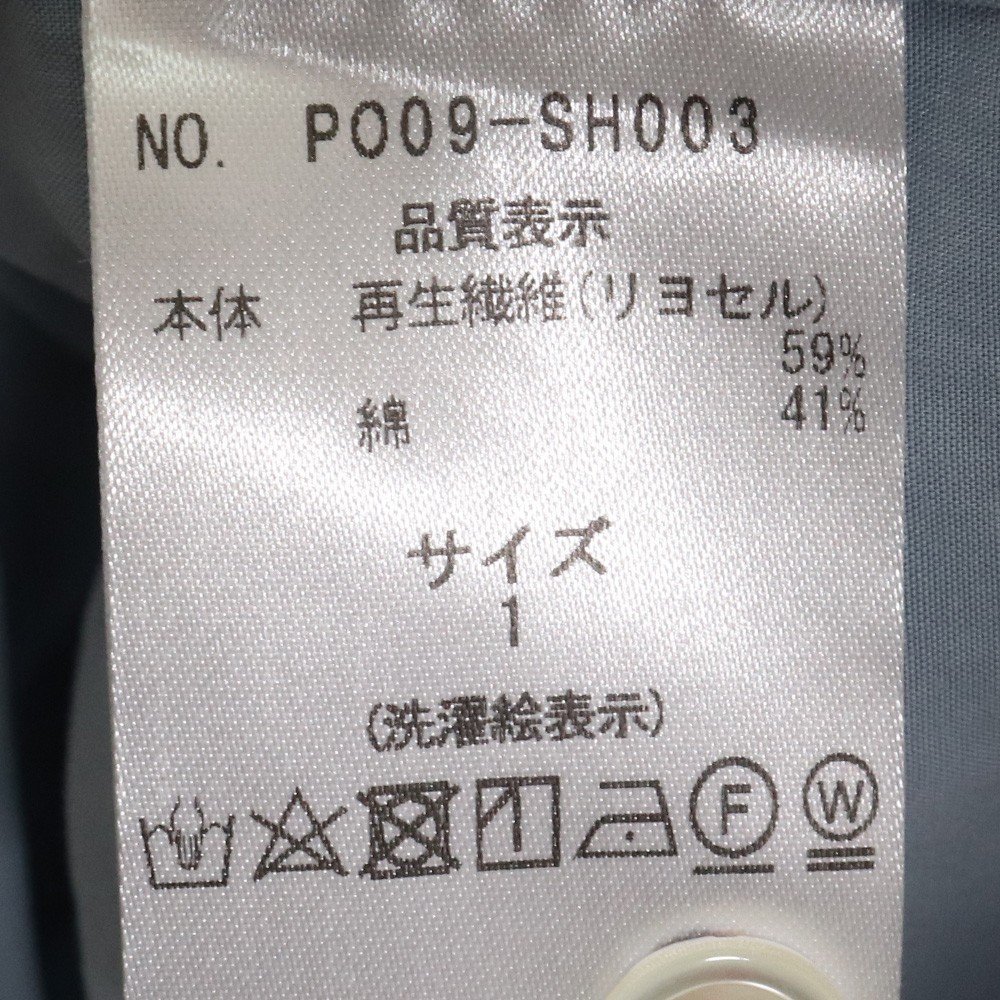 NO. P009-SH003
品質表示
本体 再生繊維(リヨセル)
59%
綿 41%
サイズ
1
(洗濯絵表示)
F W